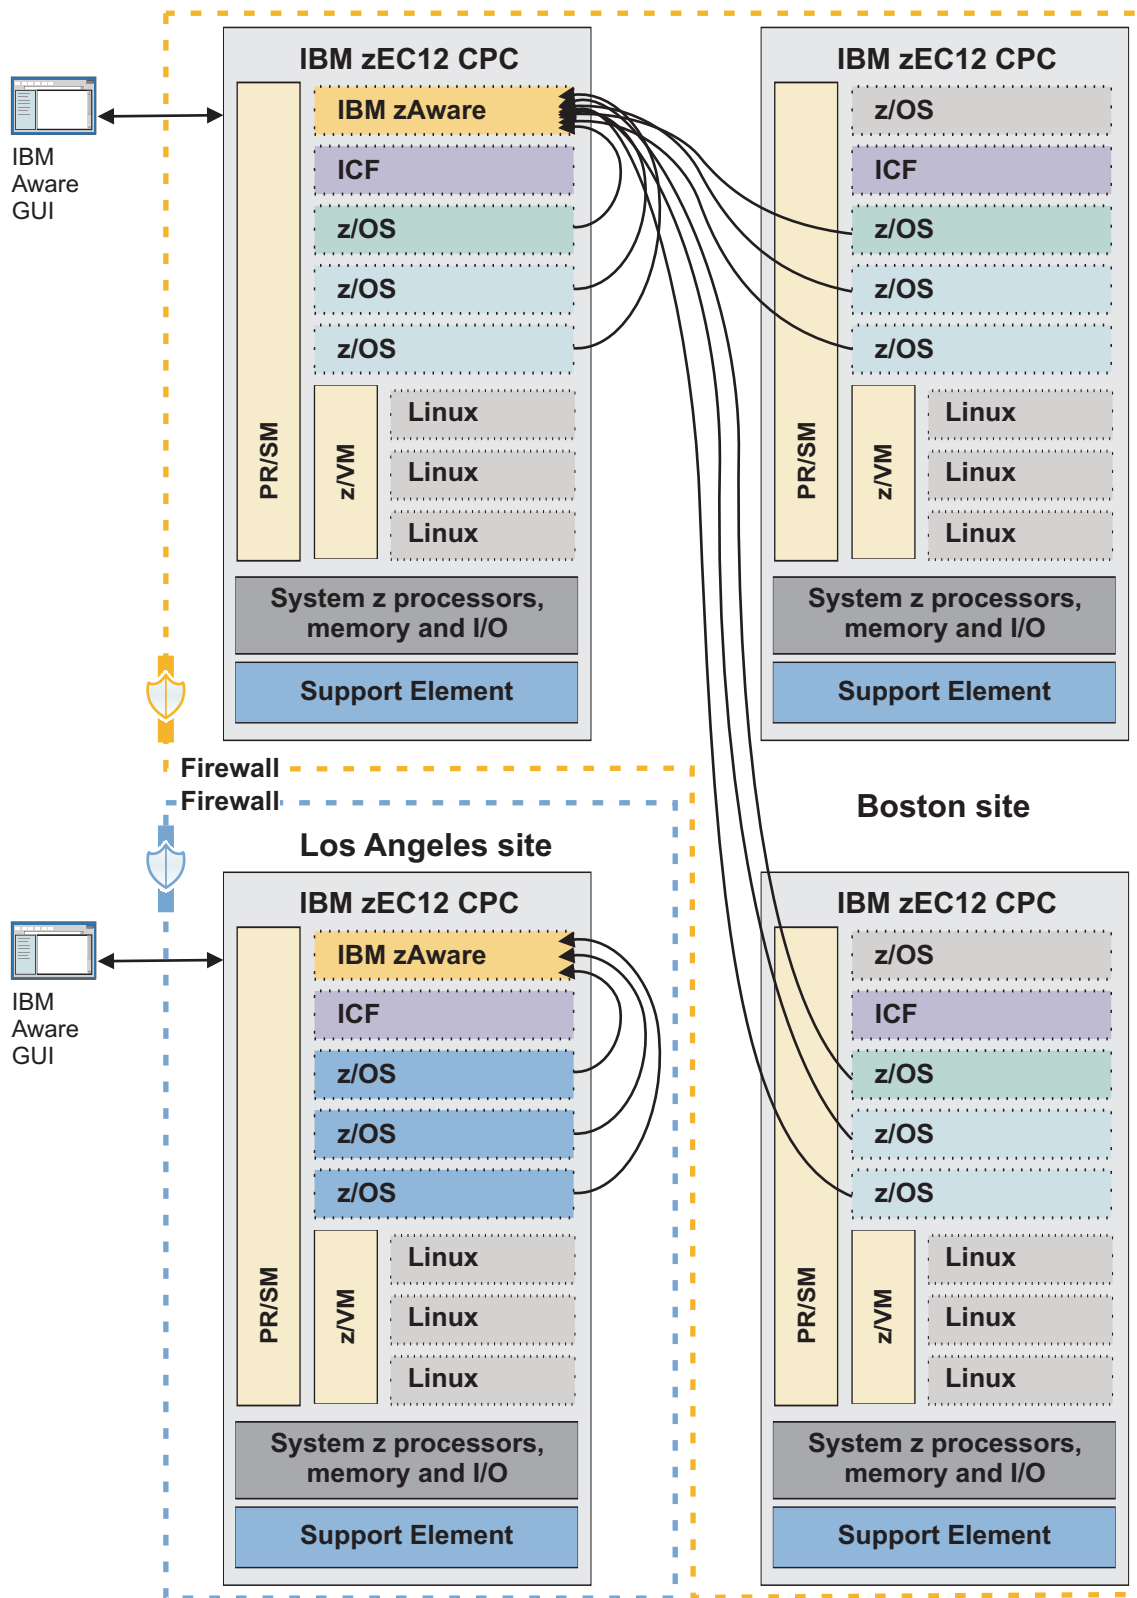 IBM
Aware
GUI
IBM zEC12 CPC
PR/SM
IBM zAware
ICF
z/OS
z/OS
z/OS
z/VM
Linux
Linux
Linux
System z processors,
memory and I/O
Support Element
IBM zEC12 CPC
PR/SM
z/OS
ICF
z/OS
z/OS
z/OS
z/VM
Linux
Linux
Linux
System z processors,
memory and I/O
Support Element
Firewall
Firewall
Boston site
Los Angeles site
IBM
Aware
GUI
IBM zEC12 CPC
PR/SM
IBM zAware
ICF
z/OS
z/OS
z/OS
z/VM
Linux
Linux
Linux
System z processors,
memory and I/O
Support Element
IBM zEC12 CPC
PR/SM
z/OS
ICF
z/OS
z/OS
z/OS
z/VM
Linux
Linux
Linux
System z processors,
memory and I/O
Support Element